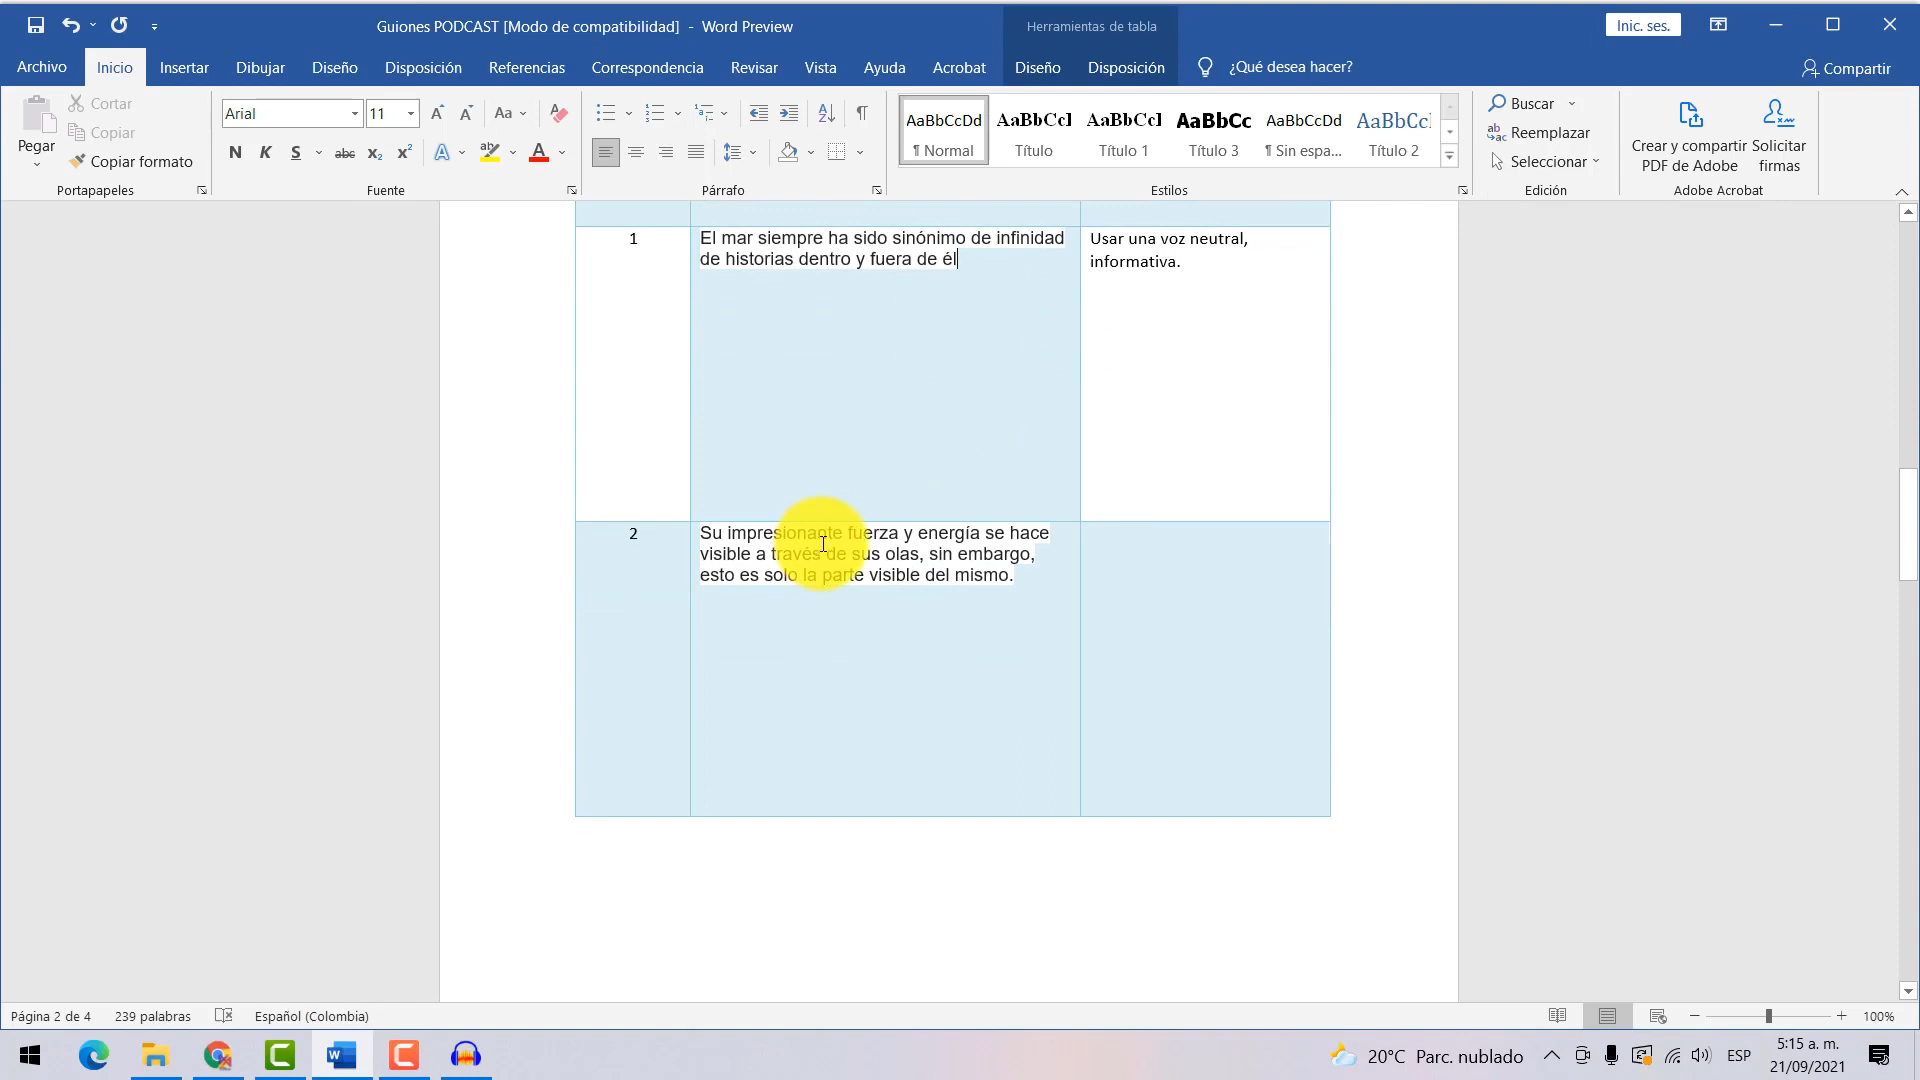 Guiones PODCAST [Modo de compatibilidad] - Word Preview
Herramientas de tabla
Inic. ses.
Archivo Inicio Insertar Dibujar Diseño Disposición Referencias Correspondencia Revisar Vista Ayuda Acrobat Diseño Disposición ¿Qué desea hacer? Compartir
Pegar
Cortar
Copiar
Copiar formato
Portapapeles
Arial 11
Aa
N K S abc x₂ x² A ab A
Fuente
Párrafo
AaBbCcDd AaBbCcI AaBbCcI AaBbCc AaBbCcDd AaBbCcI
¶ Normal Título Título 1 Título 3 ¶ Sin espa... Título 2
Estilos
Buscar
Reemplazar
Seleccionar
Edición
Crear y compartir PDF de Adobe
Solicitar firmas
Adobe Acrobat
1
El mar siempre ha sido sinónimo de infinidad
de historias dentro y fuera de él
Usar una voz neutral,
informativa.
2
Su impresionante fuerza y energía se hace
visible a través de sus olas, sin embargo,
esto es solo la parte visible del mismo.
Página 2 de 4 239 palabras Español (Colombia) 100%
20°C Parc. nublado ESP 5:15 a. m.
21/09/2021